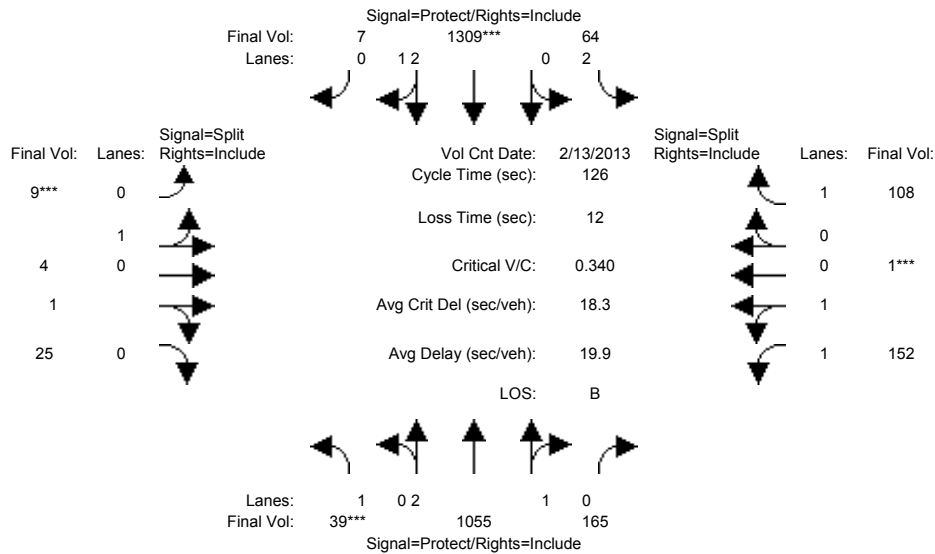 Signal=Protect/Rights=Include
Final Vol: 7 1309*** 64
Lanes: 0 1 2 0 2
Signal=Split
Final Vol: Lanes: Rights=Include
Vol Cnt Date: 2/13/2013
Signal=Split
Rights=Include Lanes: Final Vol:
Cycle Time (sec): 126
9*** 0
1 108
Loss Time (sec): 12
1
0
4 0
Critical V/C: 0.340
0 1***
1
Avg Crit Del (sec/veh): 18.3
1
25 0
Avg Delay (sec/veh): 19.9
1 152
LOS: B
Lanes: 1 0 2 1 0
Final Vol: 39*** 1055 165
Signal=Protect/Rights=Include